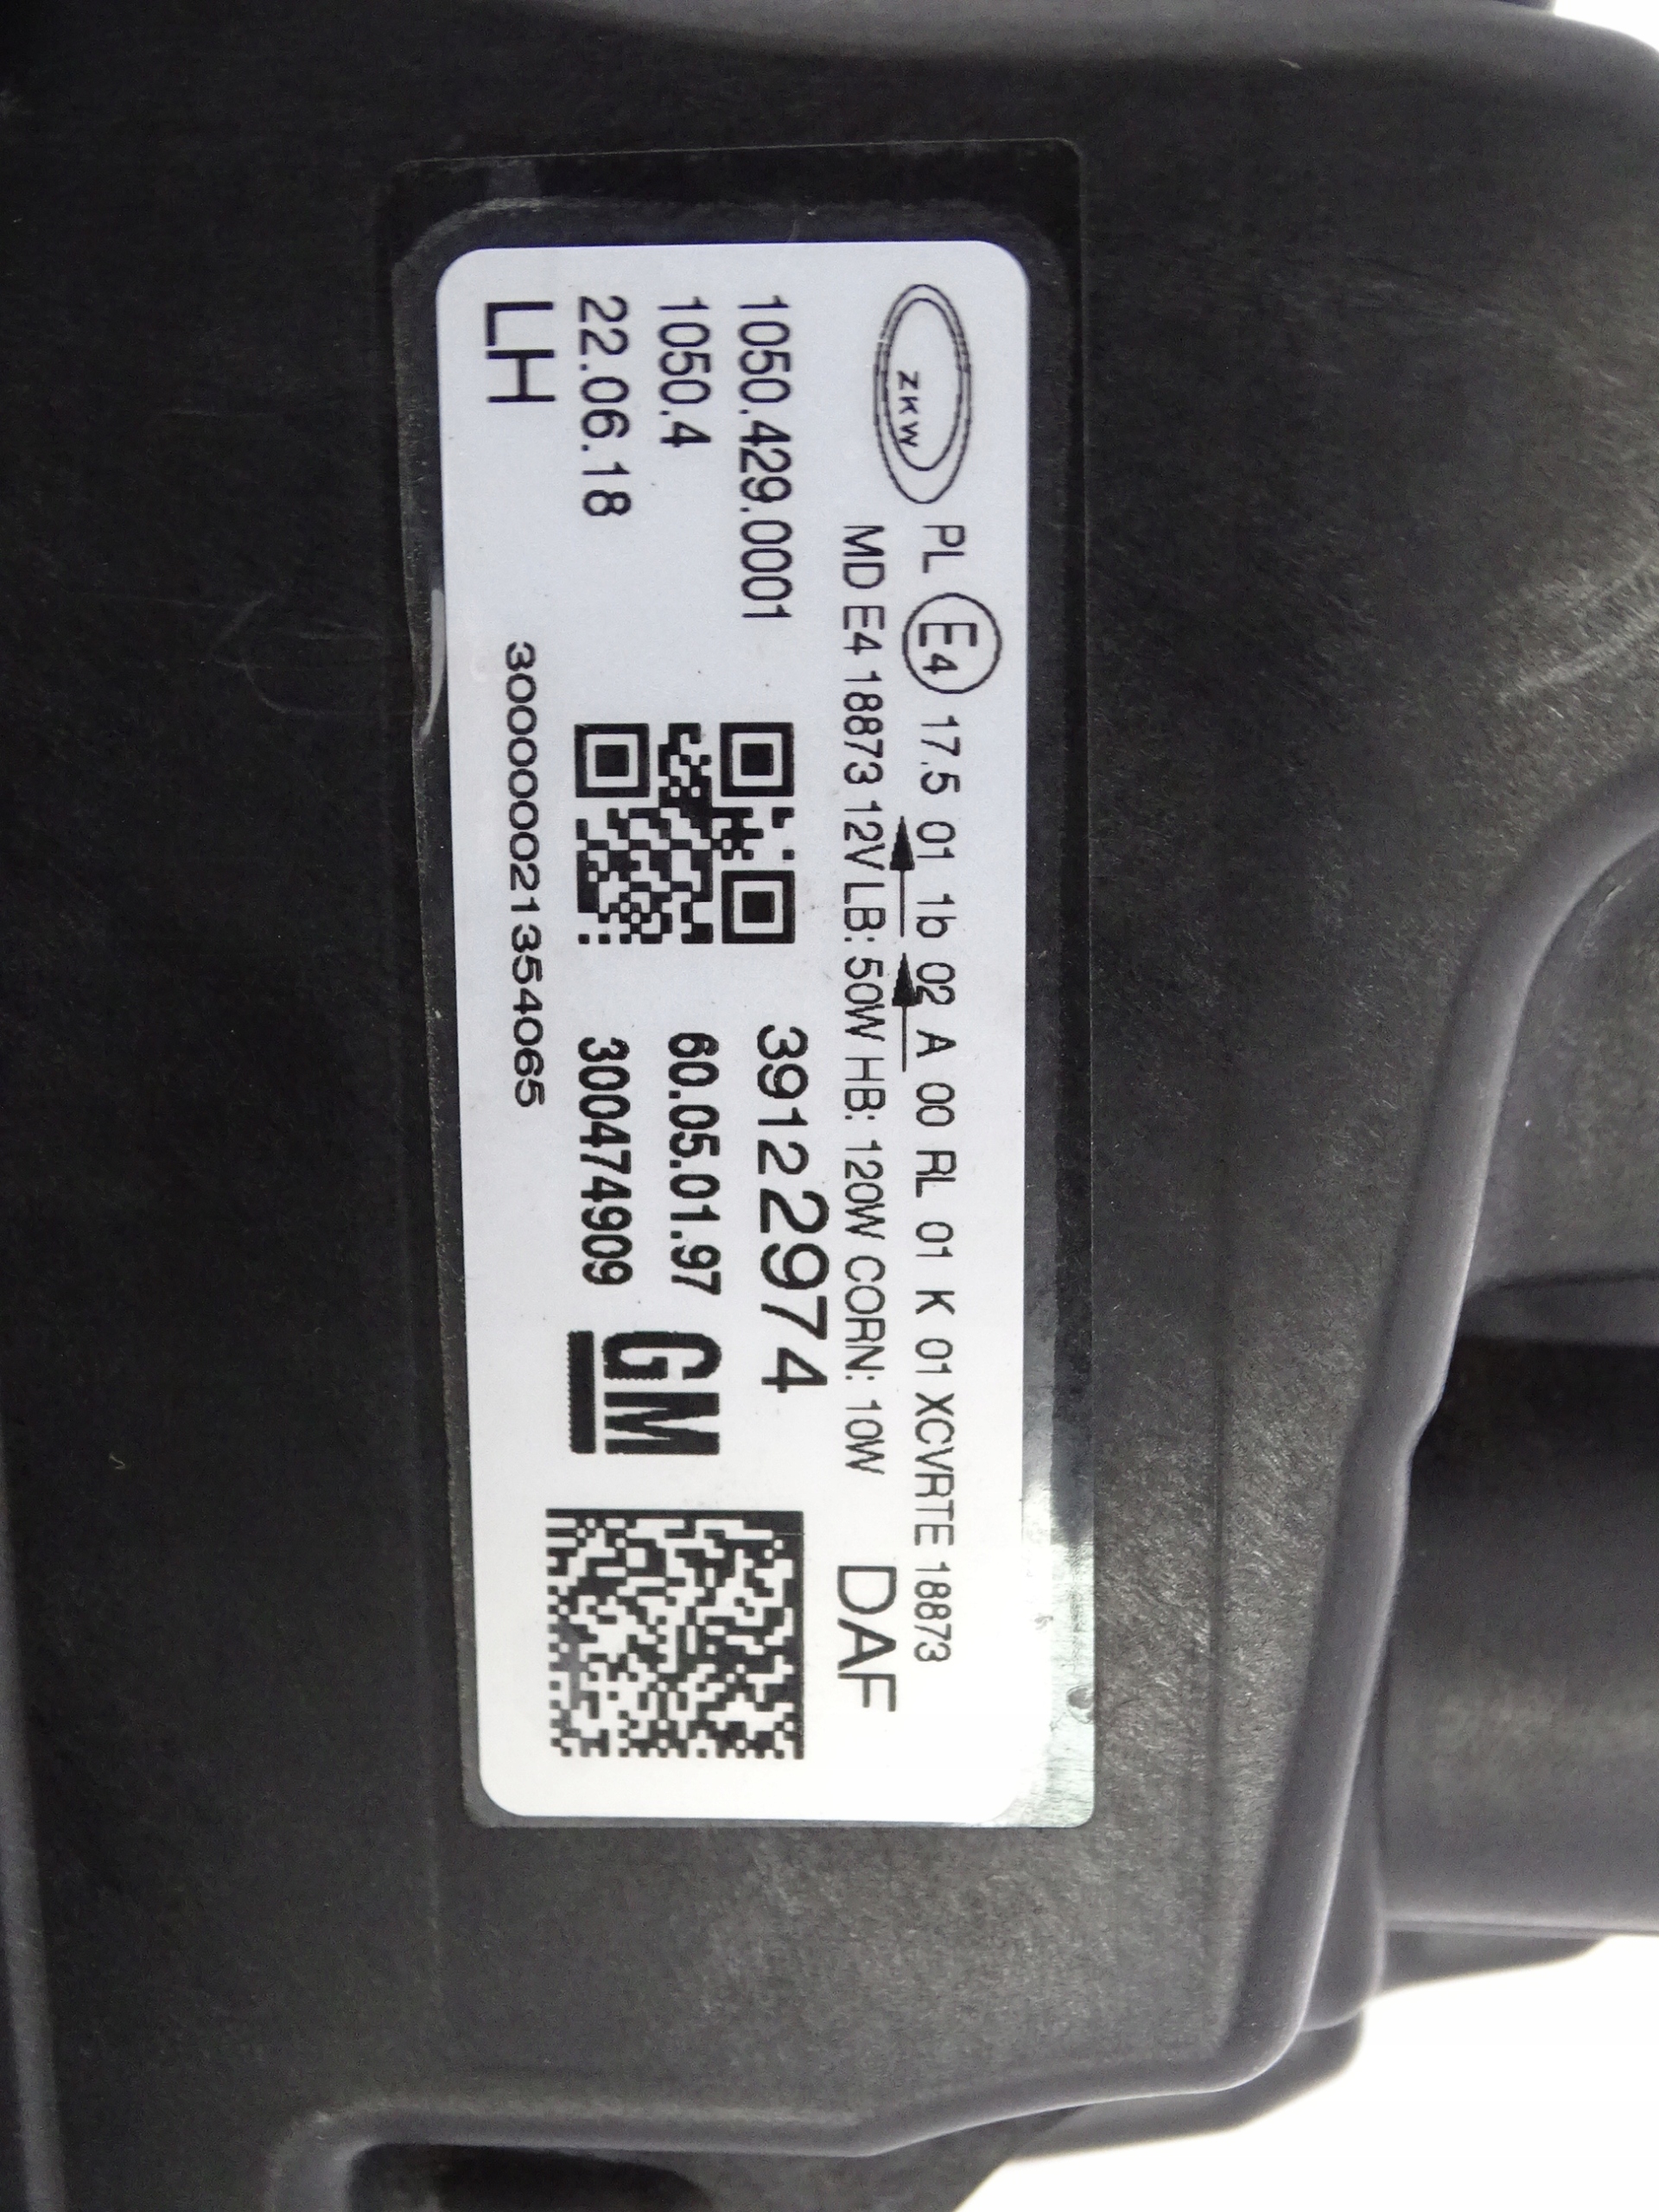 ZKW
PL E4 17.5 01 1b 02 A 00 RL 01 K 01 XCVRTE 18873
MD E4 18873 12V LB: 50W HB: 120W CORN: 10W
DAF
1050.429.0001
39122974
1050.4
60.05.01.97
GM
22.06.18
300474909
LH
300000021354065